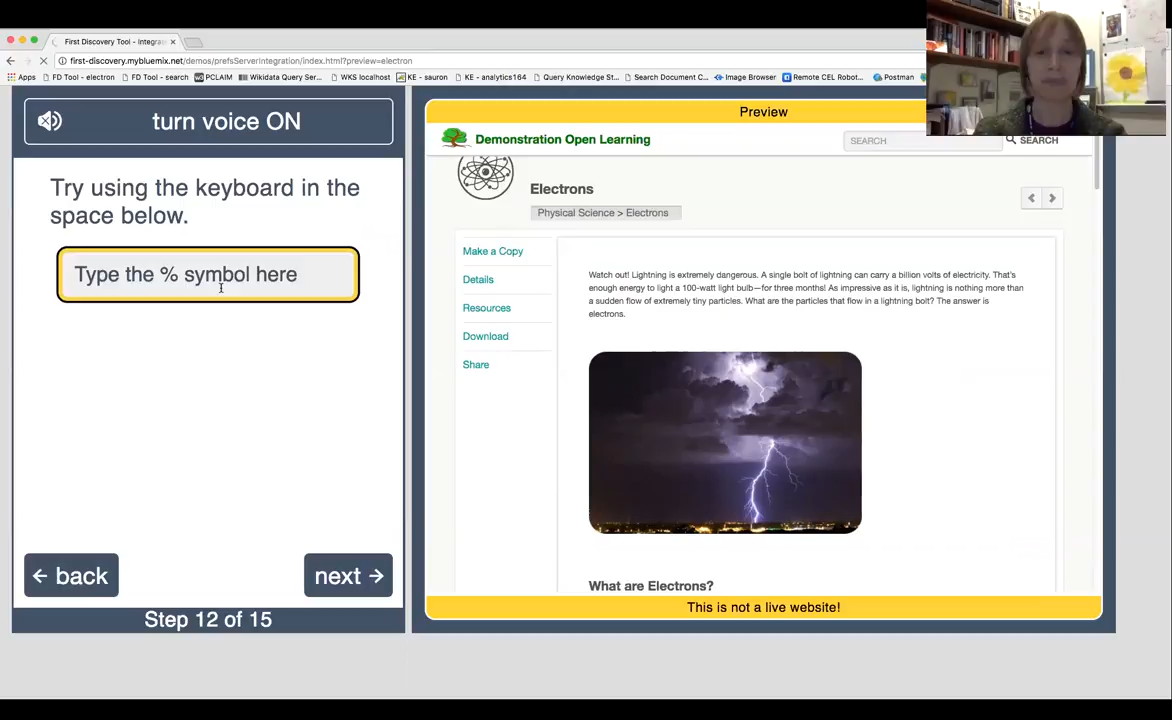 First Discovery Tool - Integra
first-discovery.mybluemix.net/demos/prefsServerIntegration/index.html?preview=electron
Apps FD Tool - electron FD Tool - search PCLAIM Wikidata Query Ser... WKS localhost KE - sauron KE - analytics164 Query Knowledge St... Search Document C... Image Browser Remote CEL Robot... Postman
turn voice ON
Try using the keyboard in the
space below.
Type the % symbol here
← back
next →
Step 12 of 15
Preview
Demonstration Open Learning
SEARCH
SEARCH
Electrons
Physical Science > Electrons
Make a Copy
Details
Resources
Download
Share
Watch out! Lightning is extremely dangerous. A single bolt of lightning can carry a billion volts of electricity. That's
enough energy to light a 100-watt light bulb—for three months! As impressive as it is, lightning is nothing more than
a sudden flow of extremely tiny particles. What are the particles that flow in a lightning bolt? The answer is
electrons.
What are Electrons?
This is not a live website!